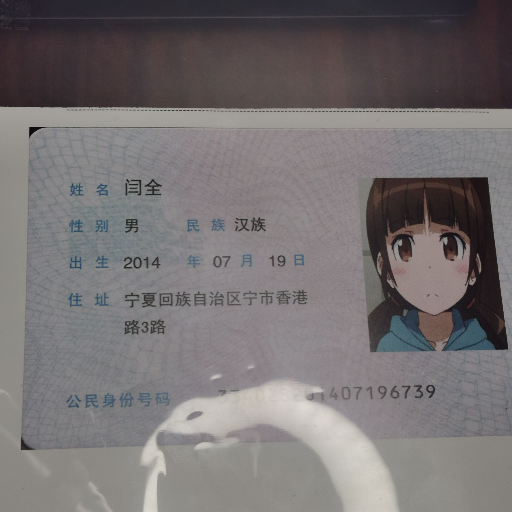 姓名 闫全
性别 男 民族 汉族
出生 2014 年 07 月 19 日
住址 宁夏回族自治区宁市香港
路3路
公民身份号码